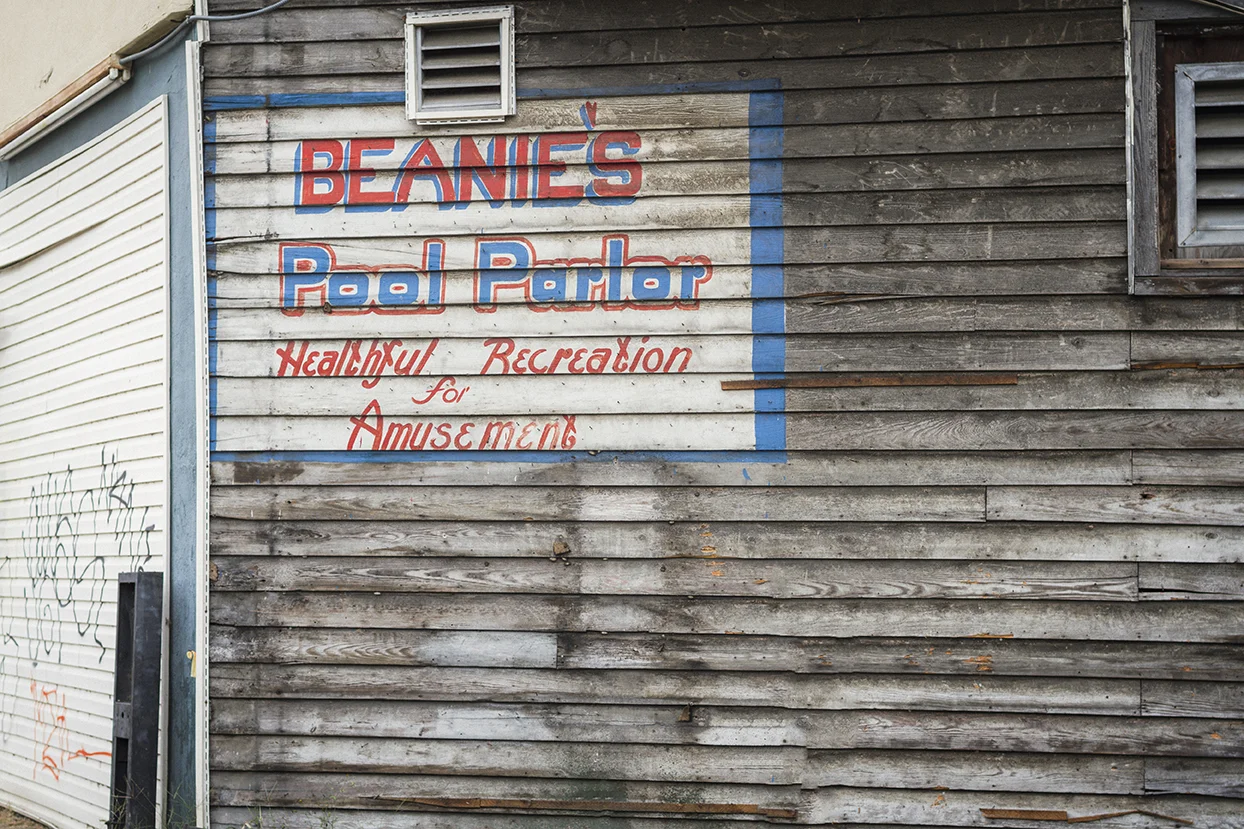 BEANIE'S
Pool Parlor
Healthful Recreation
for
Amusement